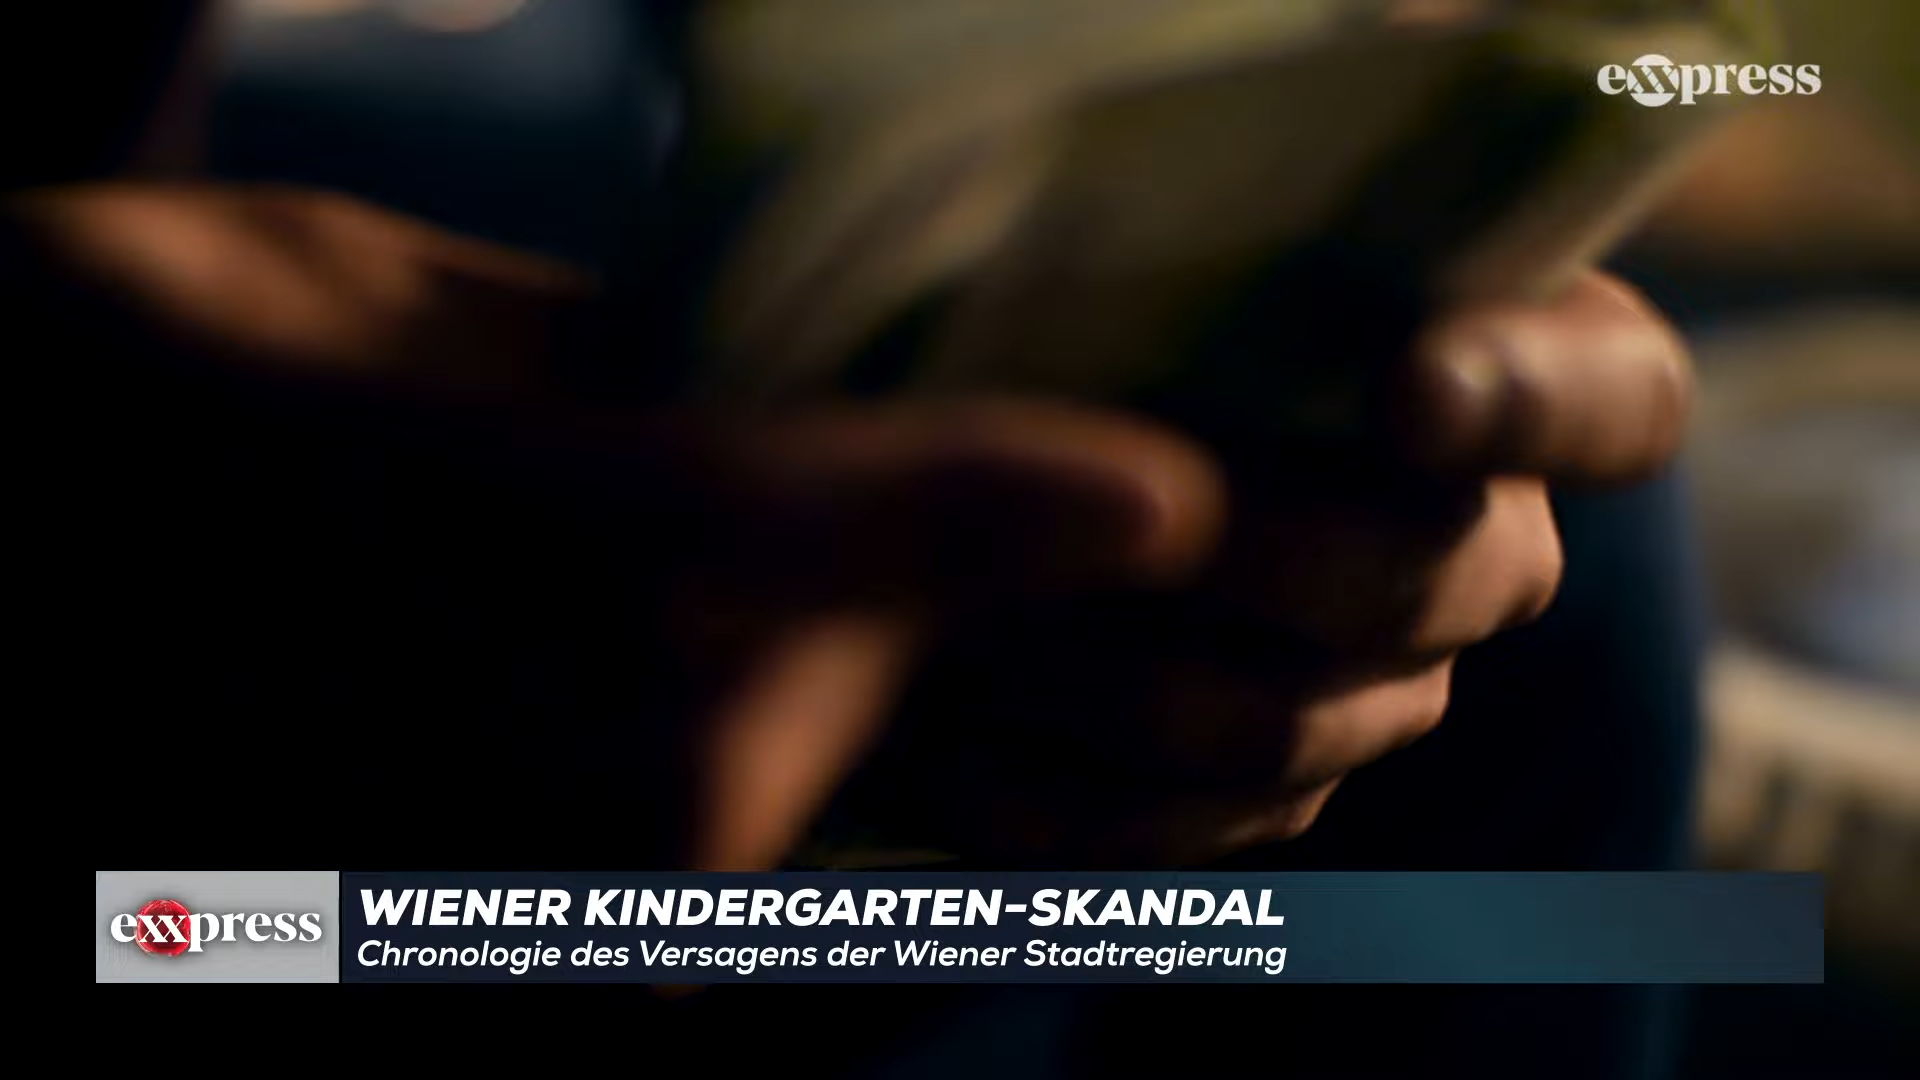 exxpress
exxpress
WIENER KINDERGARTEN-SKANDAL
Chronologie des Versagens der Wiener Stadtregierung